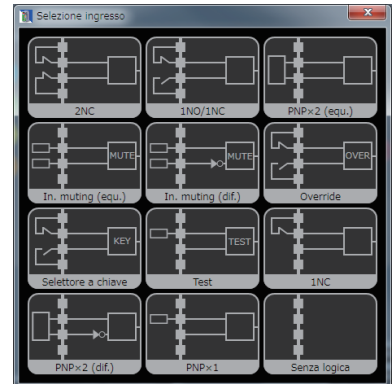 Selezione ingresso
2NC
1NO/1NC
PNP×2 (equ.)
MUTE
MUTE
OVER
In. muting (equ.)
In. muting (dif.)
Override
KEY
TEST
Selettore a chiave
Test
1NC
PNP×2 (dif.)
PNP×1
Senza logica